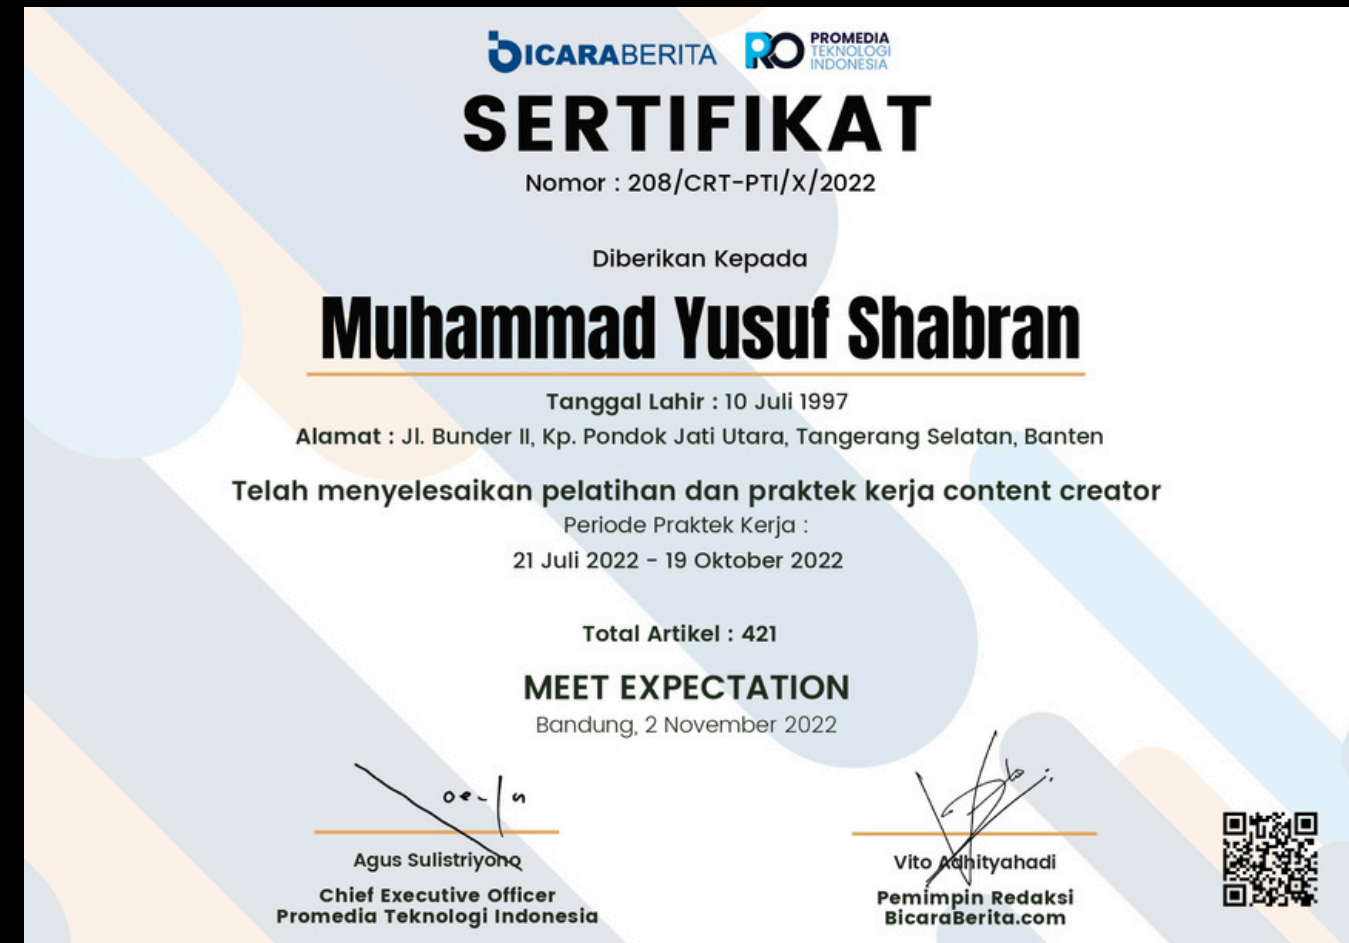 BICARABERITA
PROMEDIA
TEKNOLOGI
INDONESIA
SERTIFIKAT
Nomor : 208/CRT-PTI/X/2022
Diberikan Kepada
Muhammad Yusuf Shabran
Tanggal Lahir : 10 Juli 1997
Alamat : Jl. Bunder II, Kp. Pondok Jati Utara, Tangerang Selatan, Banten
Telah menyelesaikan pelatihan dan praktek kerja content creator
Periode Praktek Kerja :
21 Juli 2022 - 19 Oktober 2022
Total Artikel : 421
MEET EXPECTATION
Bandung, 2 November 2022
Agus Sulistriyono
Chief Executive Officer
Promedia Teknologi Indonesia
Vito Adhityahadi
Pemimpin Redaksi
BicaraBerita.com